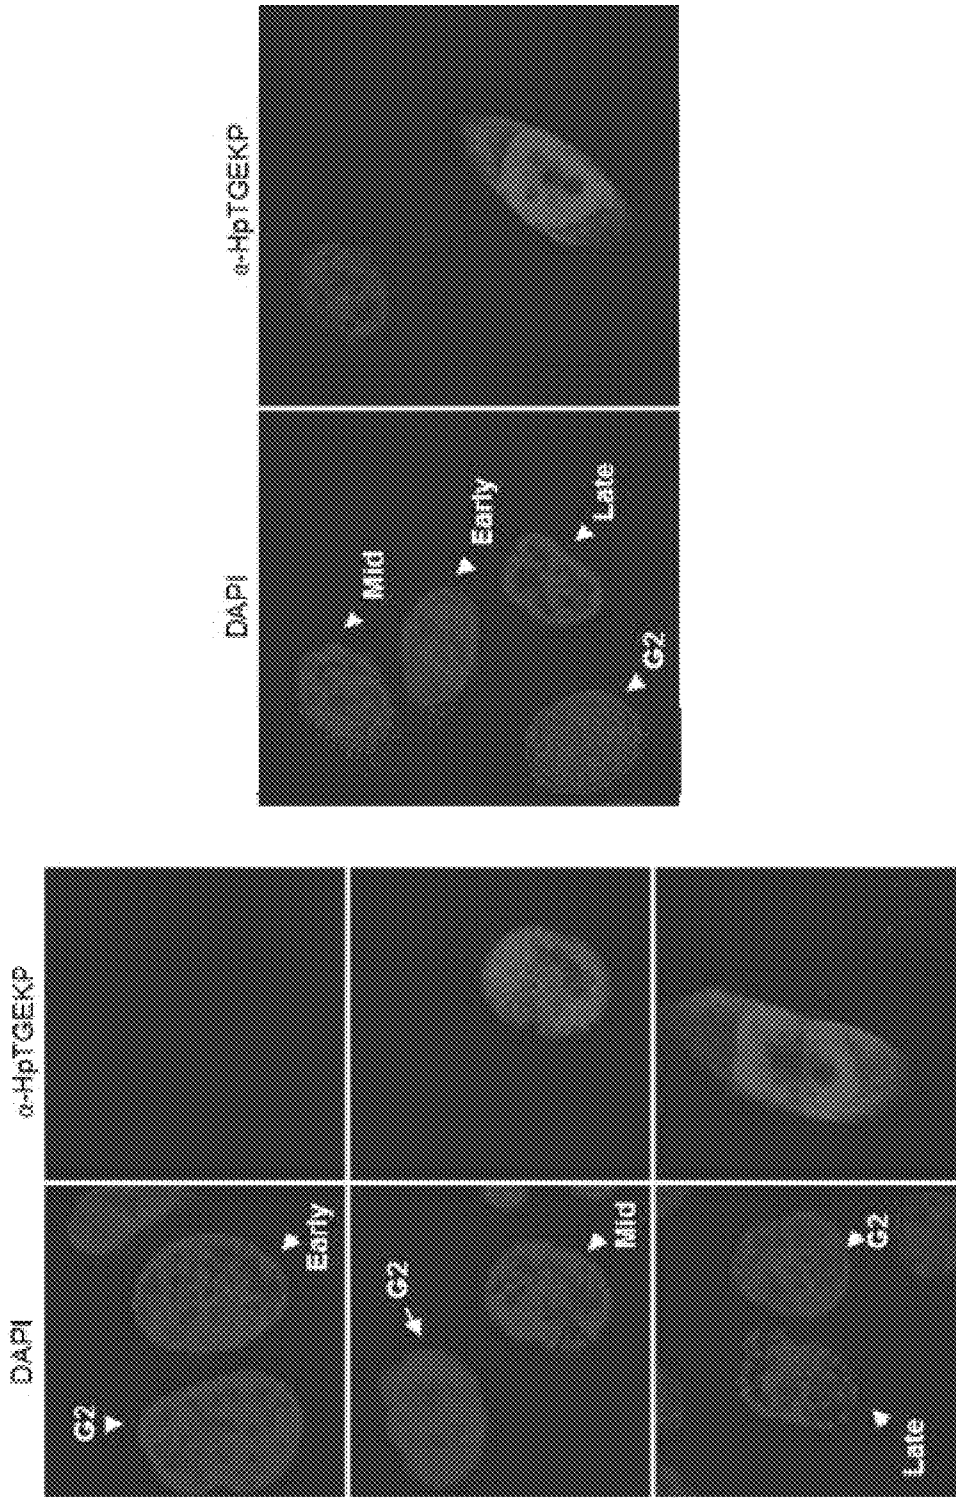 DAPI
α-HpTGEKP
G2
Early
G2
Mid
G2
Late
DAPI
α-HpTGEKP
Mid
Early
Late
G2